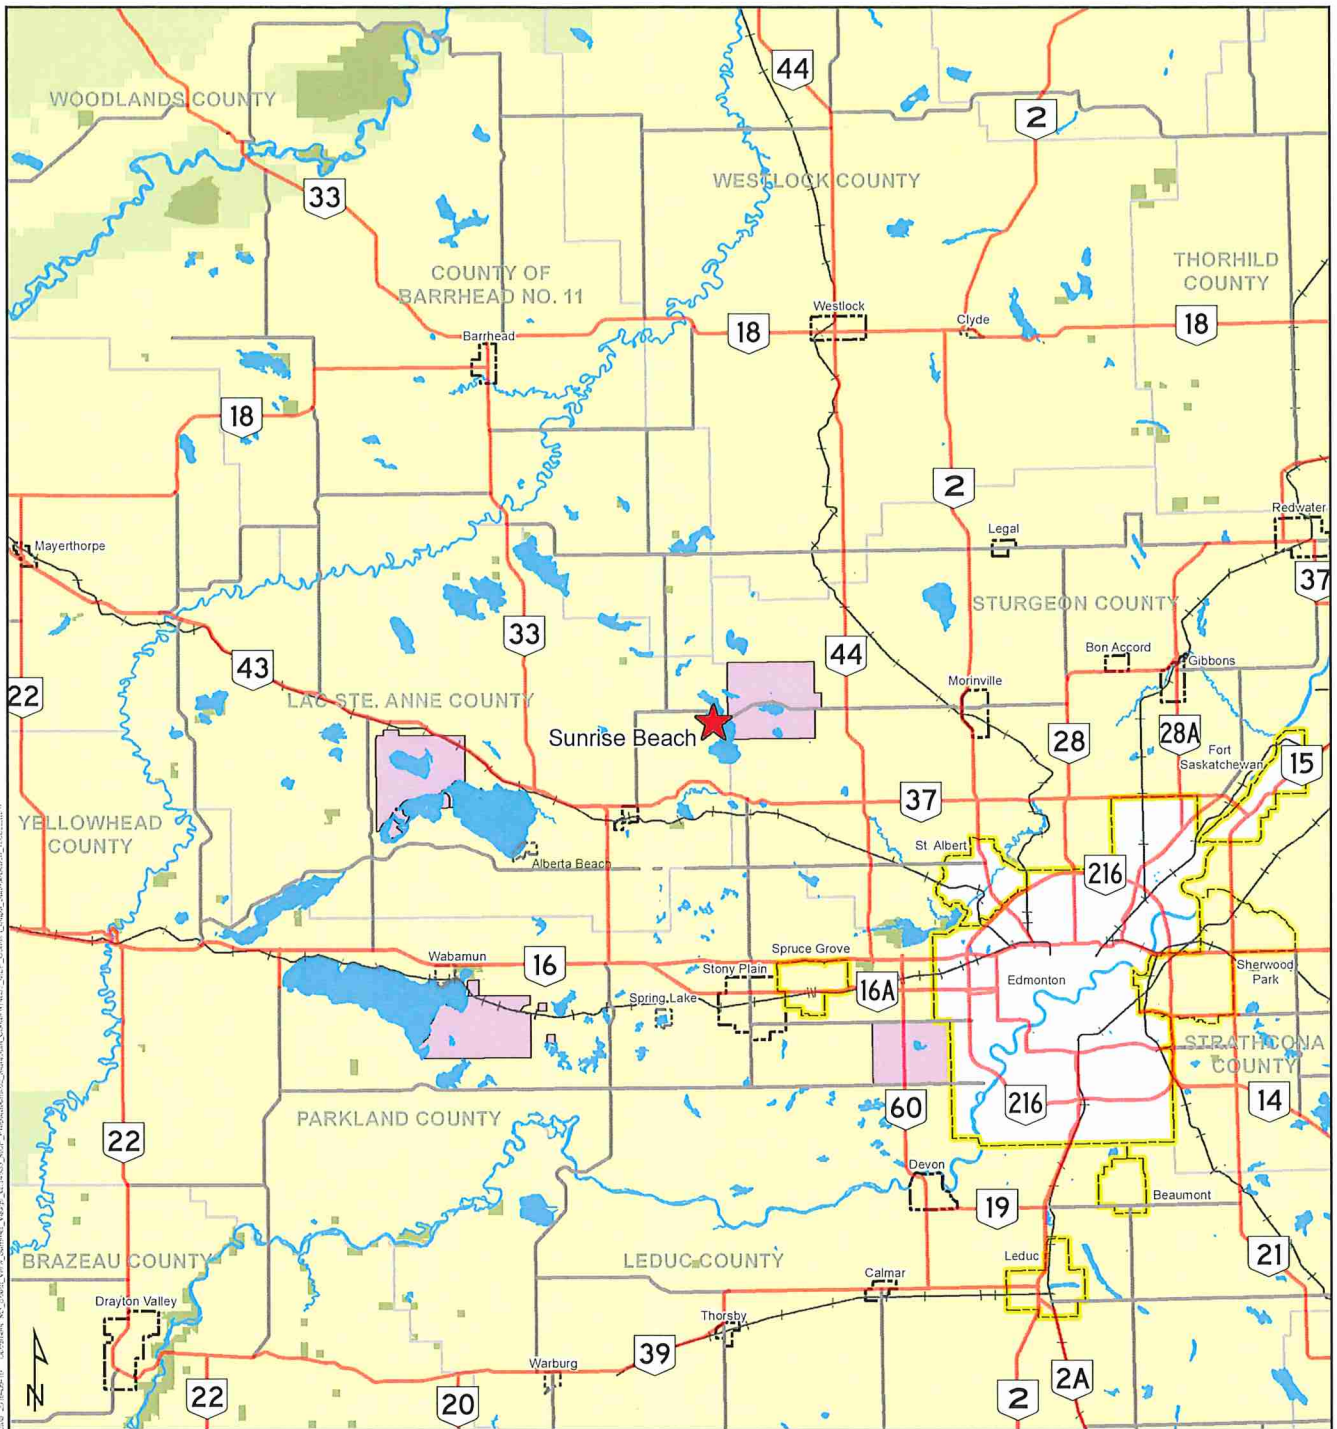 44
2
WOODLANDS COUNTY
WESTLOCK COUNTY
33
THORHILD
COUNTY
COUNTY OF
BARRHEAD NO. 11
Westlock
Clyde
18
18
Barrhead
18
2
Redwater
Legal
Mayerthorpe
37
STURGEON COUNTY
33
44
Bon Accord
Gibbons
43
22
LAC STE. ANNE COUNTY
Morinville
Sunrise Beach
28
28A
Fort
Saskatchewan
15
37
YELLOWHEAD
COUNTY
St. Albert
Alberta Beach
216
Spruce Grove
Wabamun
16
Stony Plain
Sherwood
Park
Edmonton
16A
Spring Lake
STRATHCONA
COUNTY
PARKLAND COUNTY
60
216
14
22
Devon
19
Beaumont
BRAZEAU COUNTY
LEDUC COUNTY
Leduc
21
Calmar
Drayton Valley
Thorsby
39
Warburg
N
22
20
2
2A